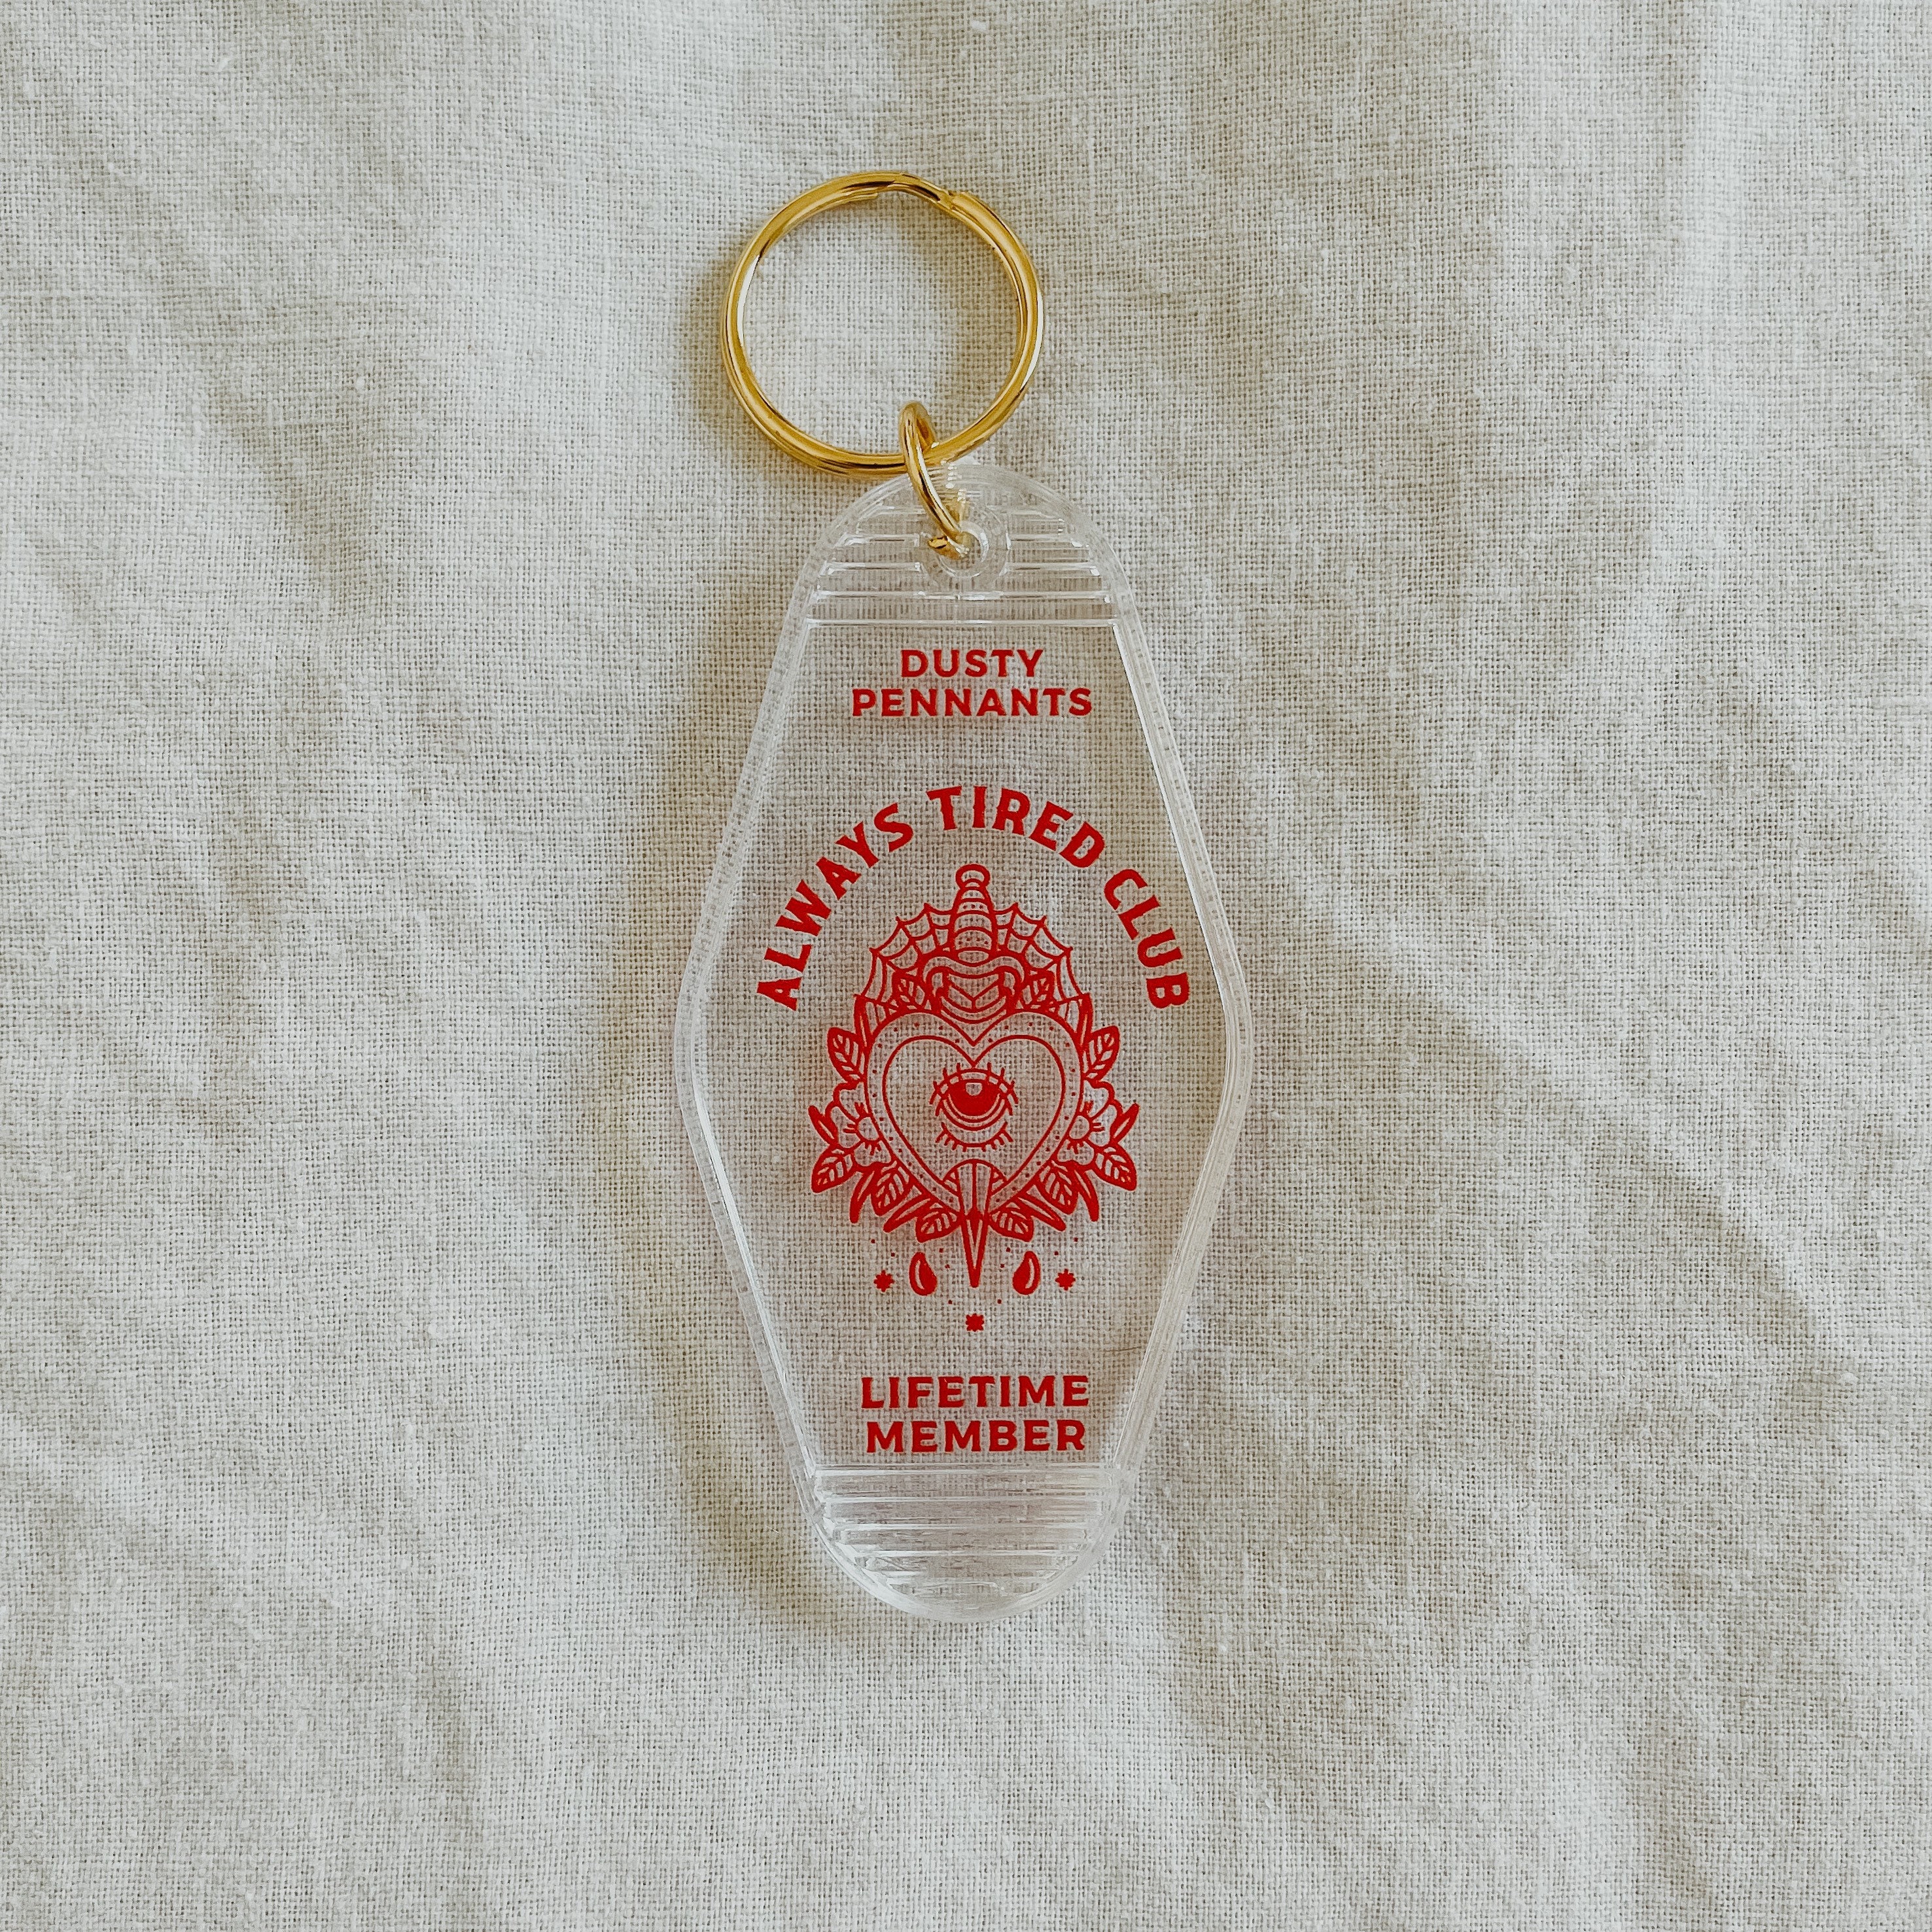 DUSTY
PENNANTS
ALWAYS TIRED CLUB
LIFETIME
MEMBER